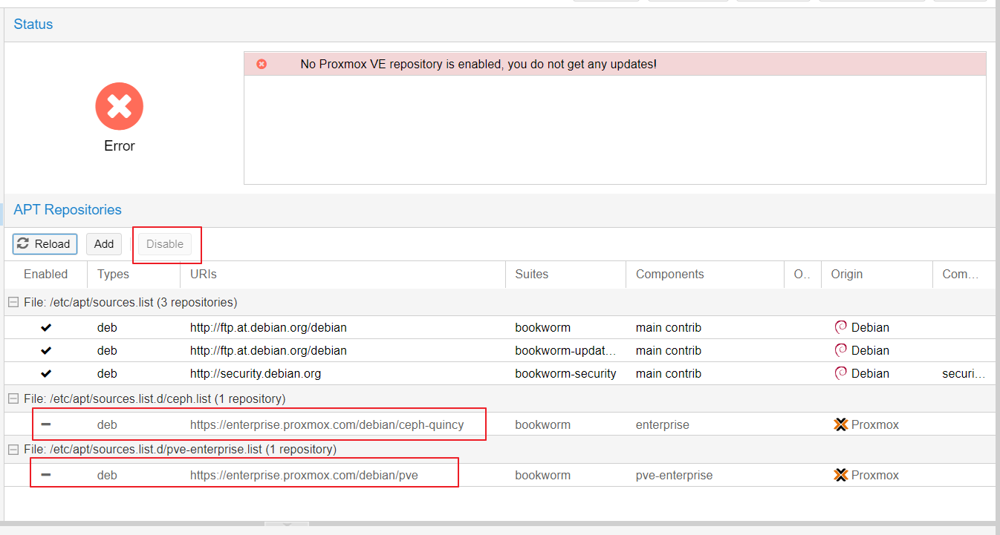 Status
No Proxmox VE repository is enabled, you do not get any updates!
Error
APT Repositories
Reload Add Disable
Enabled Types URIs Suites Components O.. Origin Com...
File: /etc/apt/sources.list (3 repositories)
deb http://ftp.at.debian.org/debian bookworm main contrib Debian
deb http://ftp.at.debian.org/debian bookworm-updat... main contrib Debian
deb http://security.debian.org bookworm-security main contrib Debian securi...
File: /etc/apt/sources.list.d/ceph.list (1 repository)
deb https://enterprise.proxmox.com/debian/ceph-quincy bookworm enterprise Proxmox
File: /etc/apt/sources.list.d/pve-enterprise.list (1 repository)
deb https://enterprise.proxmox.com/debian/pve bookworm pve-enterprise Proxmox